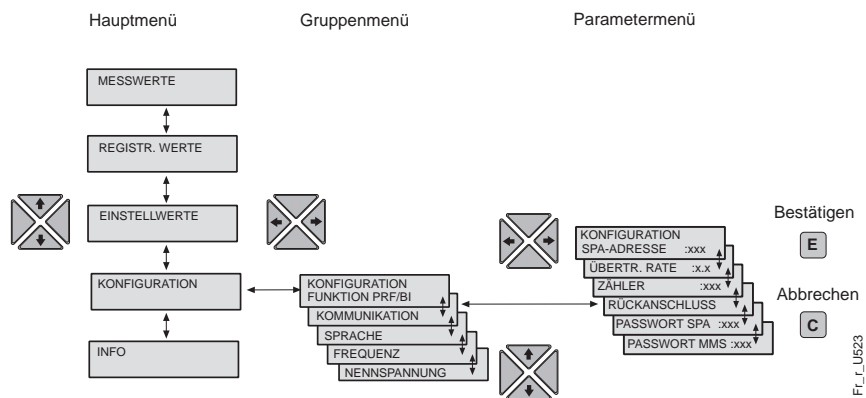 Hauptmenü
Gruppenmenü
Parametermenü
MESSWERTE
REGISTR. WERTE
EINSTELLWERTE
KONFIGURATION
INFO
KONFIGURATION
FUNKTION PRF/BI
KOMMUNIKATION
SPRACHE
FREQUENZ
NENNSPANNUNG
KONFIGURATION
SPA-ADRESSE :xxx
ÜBERTR. RATE :x.x
ZÄHLER :xxx
RÜCKANSCHLUSS
PASSWORT SPA :xxx
PASSWORT MMS :xxx
Bestätigen
E
Abbrechen
C
Fr_r_U523